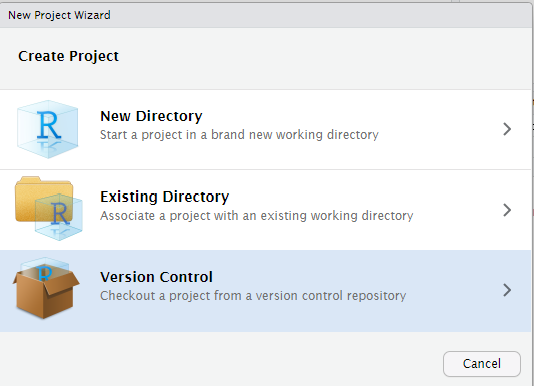 New Project Wizard
Create Project
New Directory
Start a project in a brand new working directory
Existing Directory
Associate a project with an existing working directory
Version Control
Checkout a project from a version control repository
Cancel